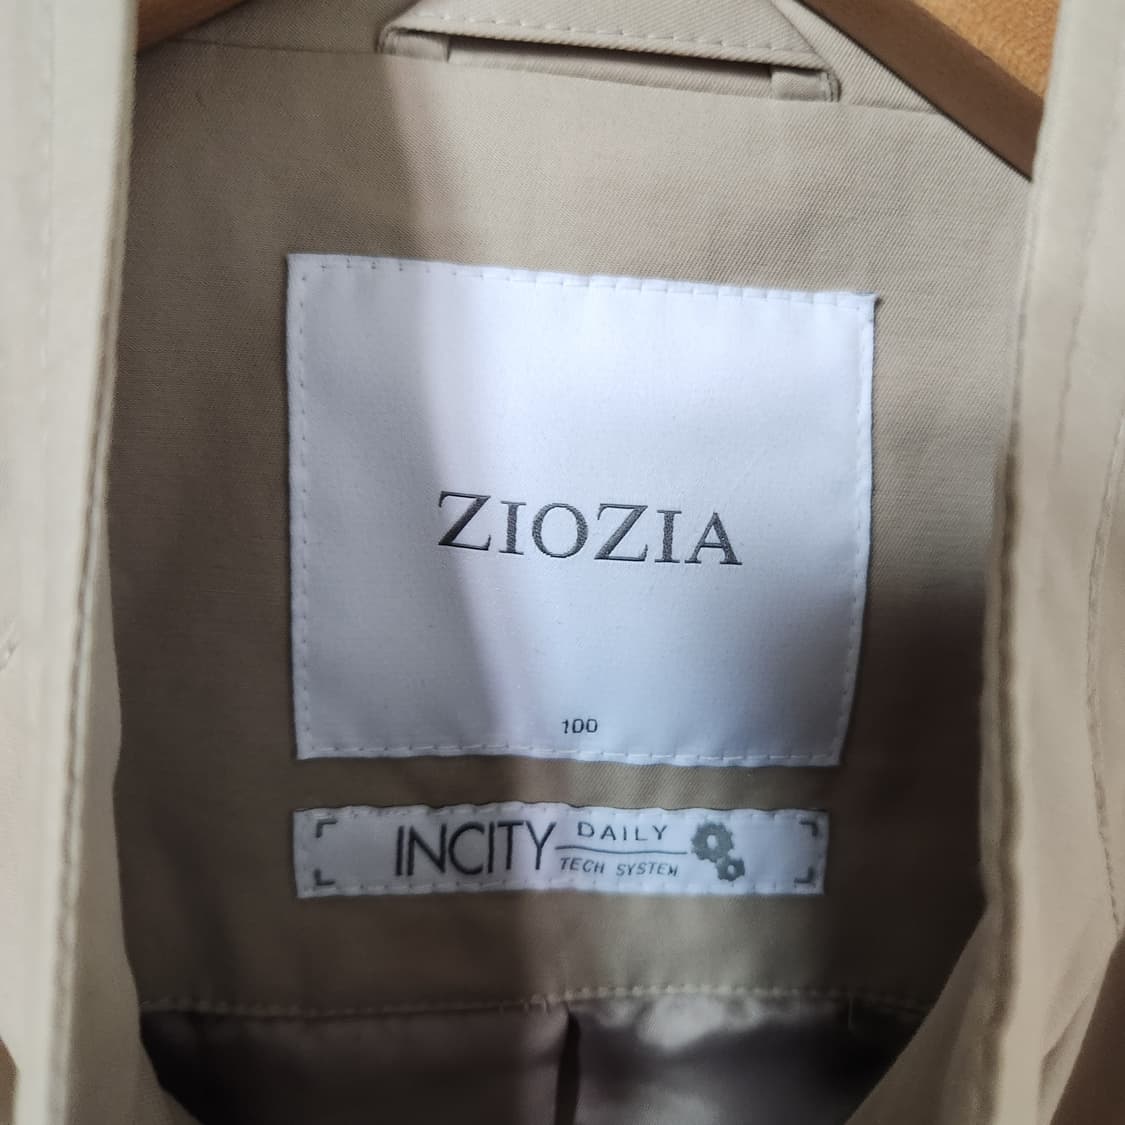 ZIOZIA
100
INCITY DAILY
TECH SYSTEM